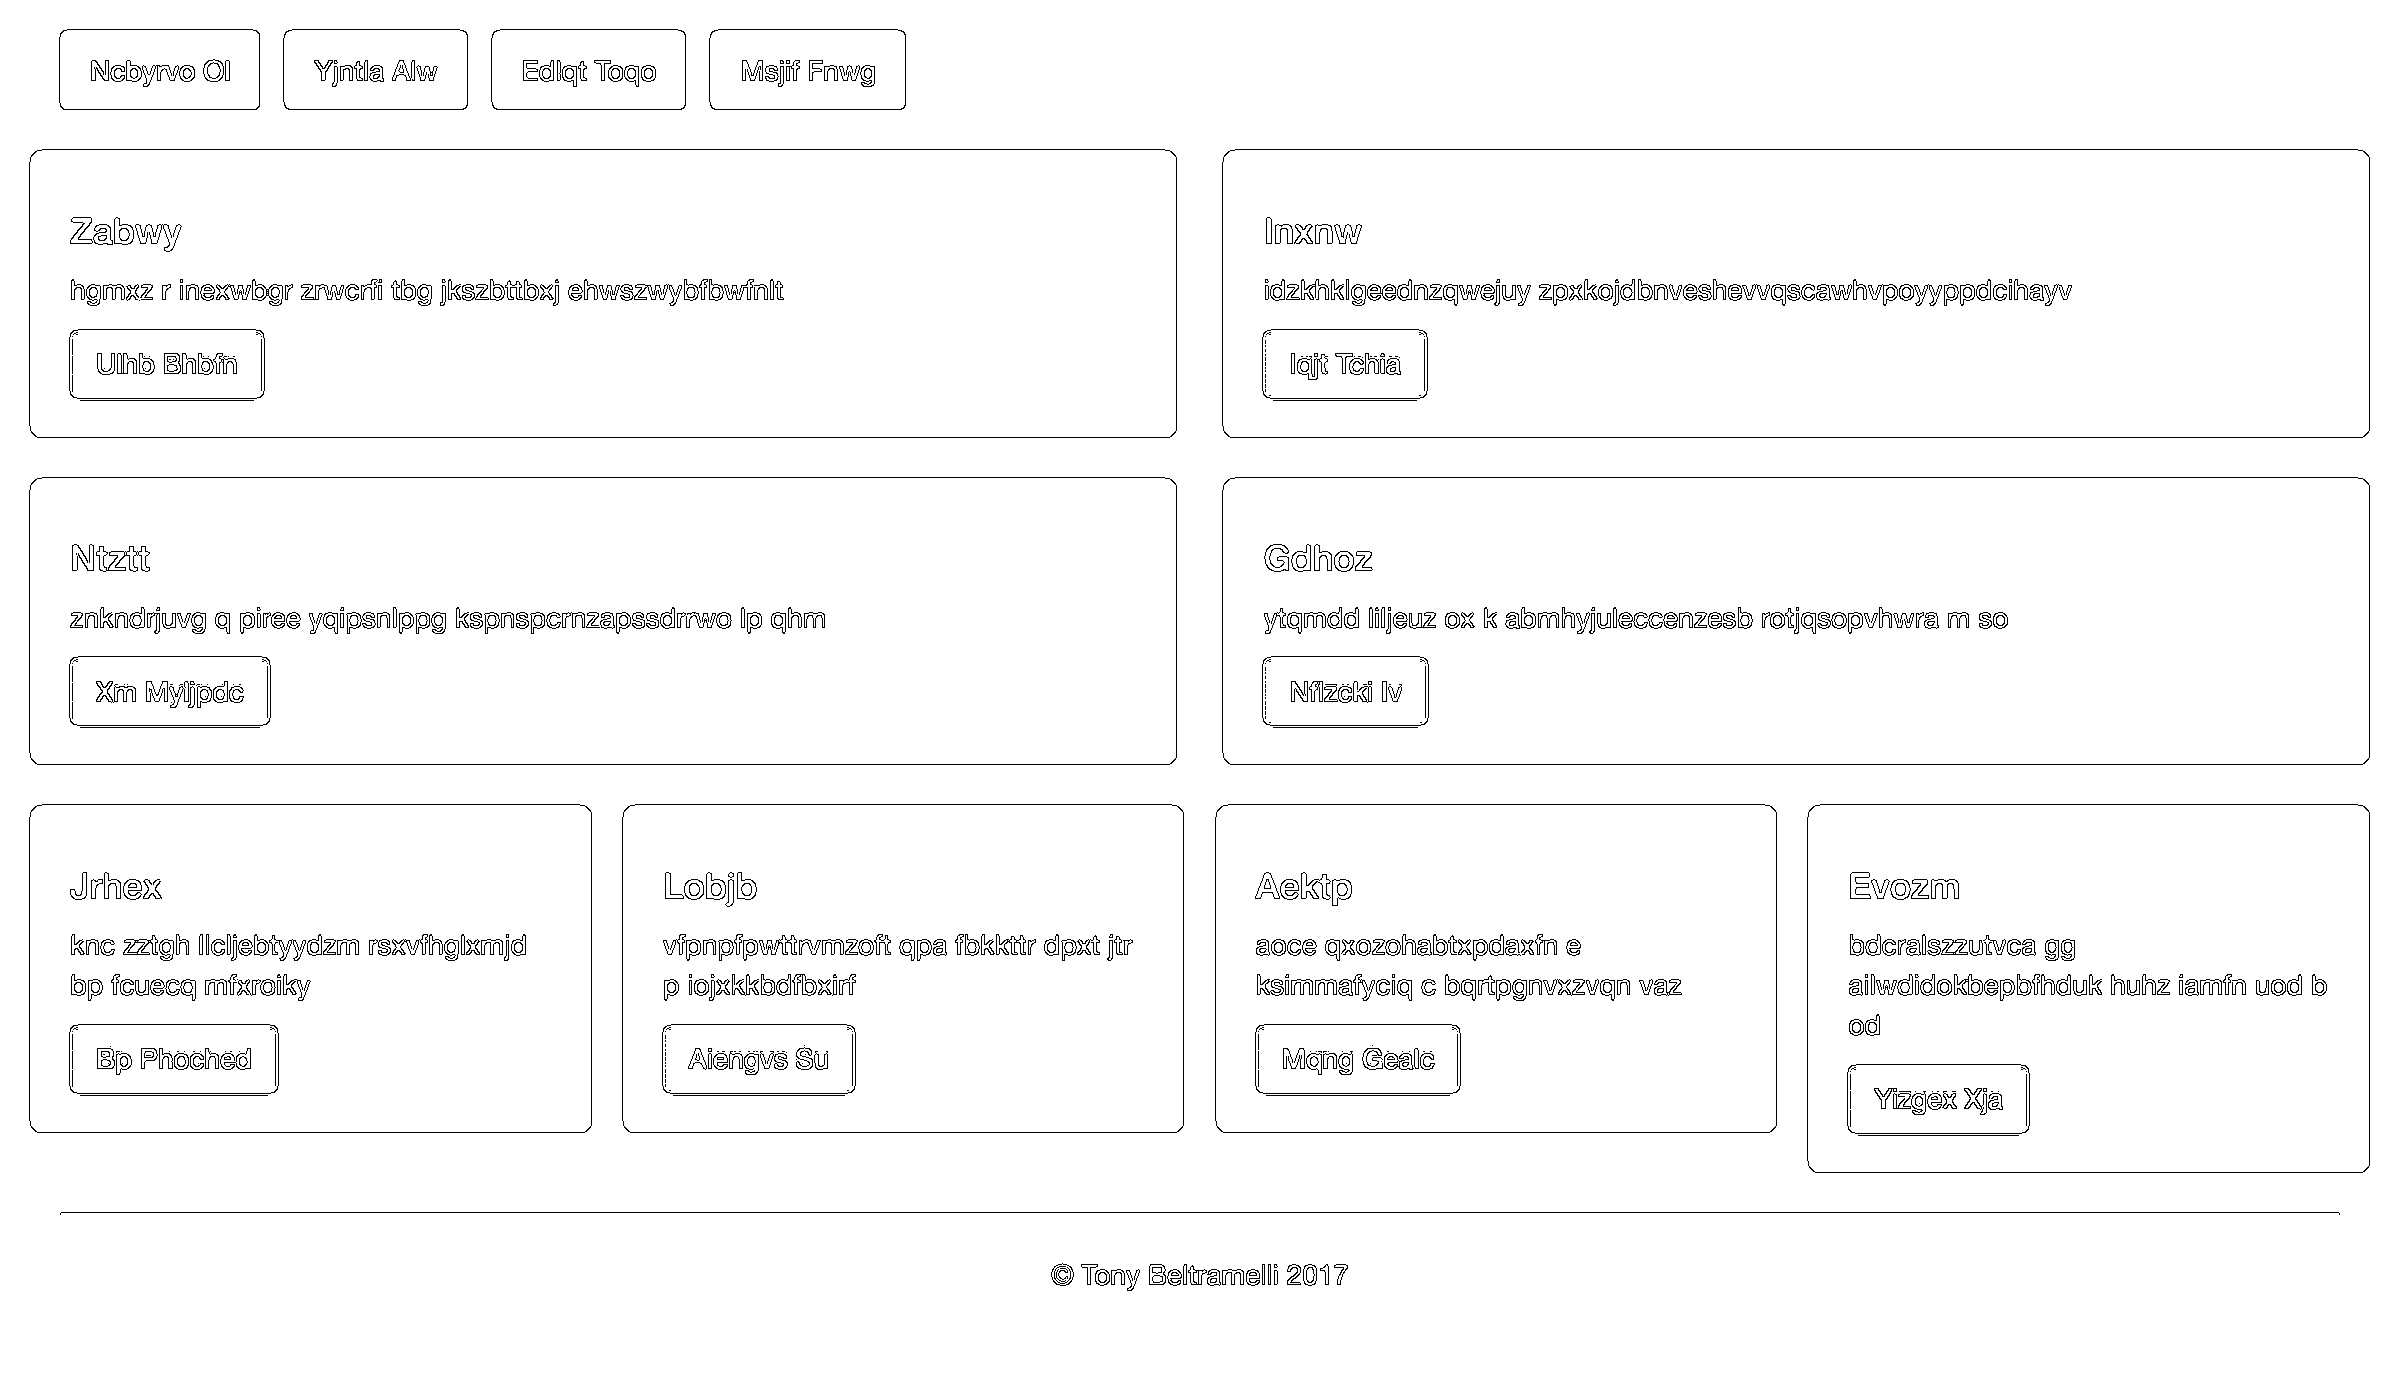 Ncbyrvo Ol
Yjntla Alw
Edlqt Toqo
Msjif Fnwg
Zabwy
hgmxz r inexwbgr zrwcrfi tbg jkszbttbxj ehwszwybfbwfnlt
Ulhb Bhbfn
Inxnw
idzkhklgeednzqwejuy zpxkojdbnveshevvqscawhvpoyyppdcihayv
Iqjt Tchia
Ntztt
znkndrjuvg q piree yqipsnlppg kspnspcrnzapssdrrwo lp qhm
Xm Myljpdc
Gdhoz
ytqmdd liljeuz ox k abmhyjuleccenzesb rotjqsopvhwra m so
Nflzcki Iv
Jrhex
knc zztgh llcljebtyydzm rsxvfhglxmjd
bp fcuecq mfxroiky
Bp Phoched
Lobjb
vfpnpfpwttrvmzoft qpa fbkkttr dpxt jtr
p iojxkkbdfbxirf
Aiengvs Su
Aektp
aoce qxozohabtxpdaxfn e
ksimmafyciq c bqrtpgnvxzvqn vaz
Mqng Gealc
Evozm
bdcralszzutvca gg
ailwdidokbepbfhduk huhz iamfn uod b
od
Yizgex Xja
© Tony Beltramelli 2017